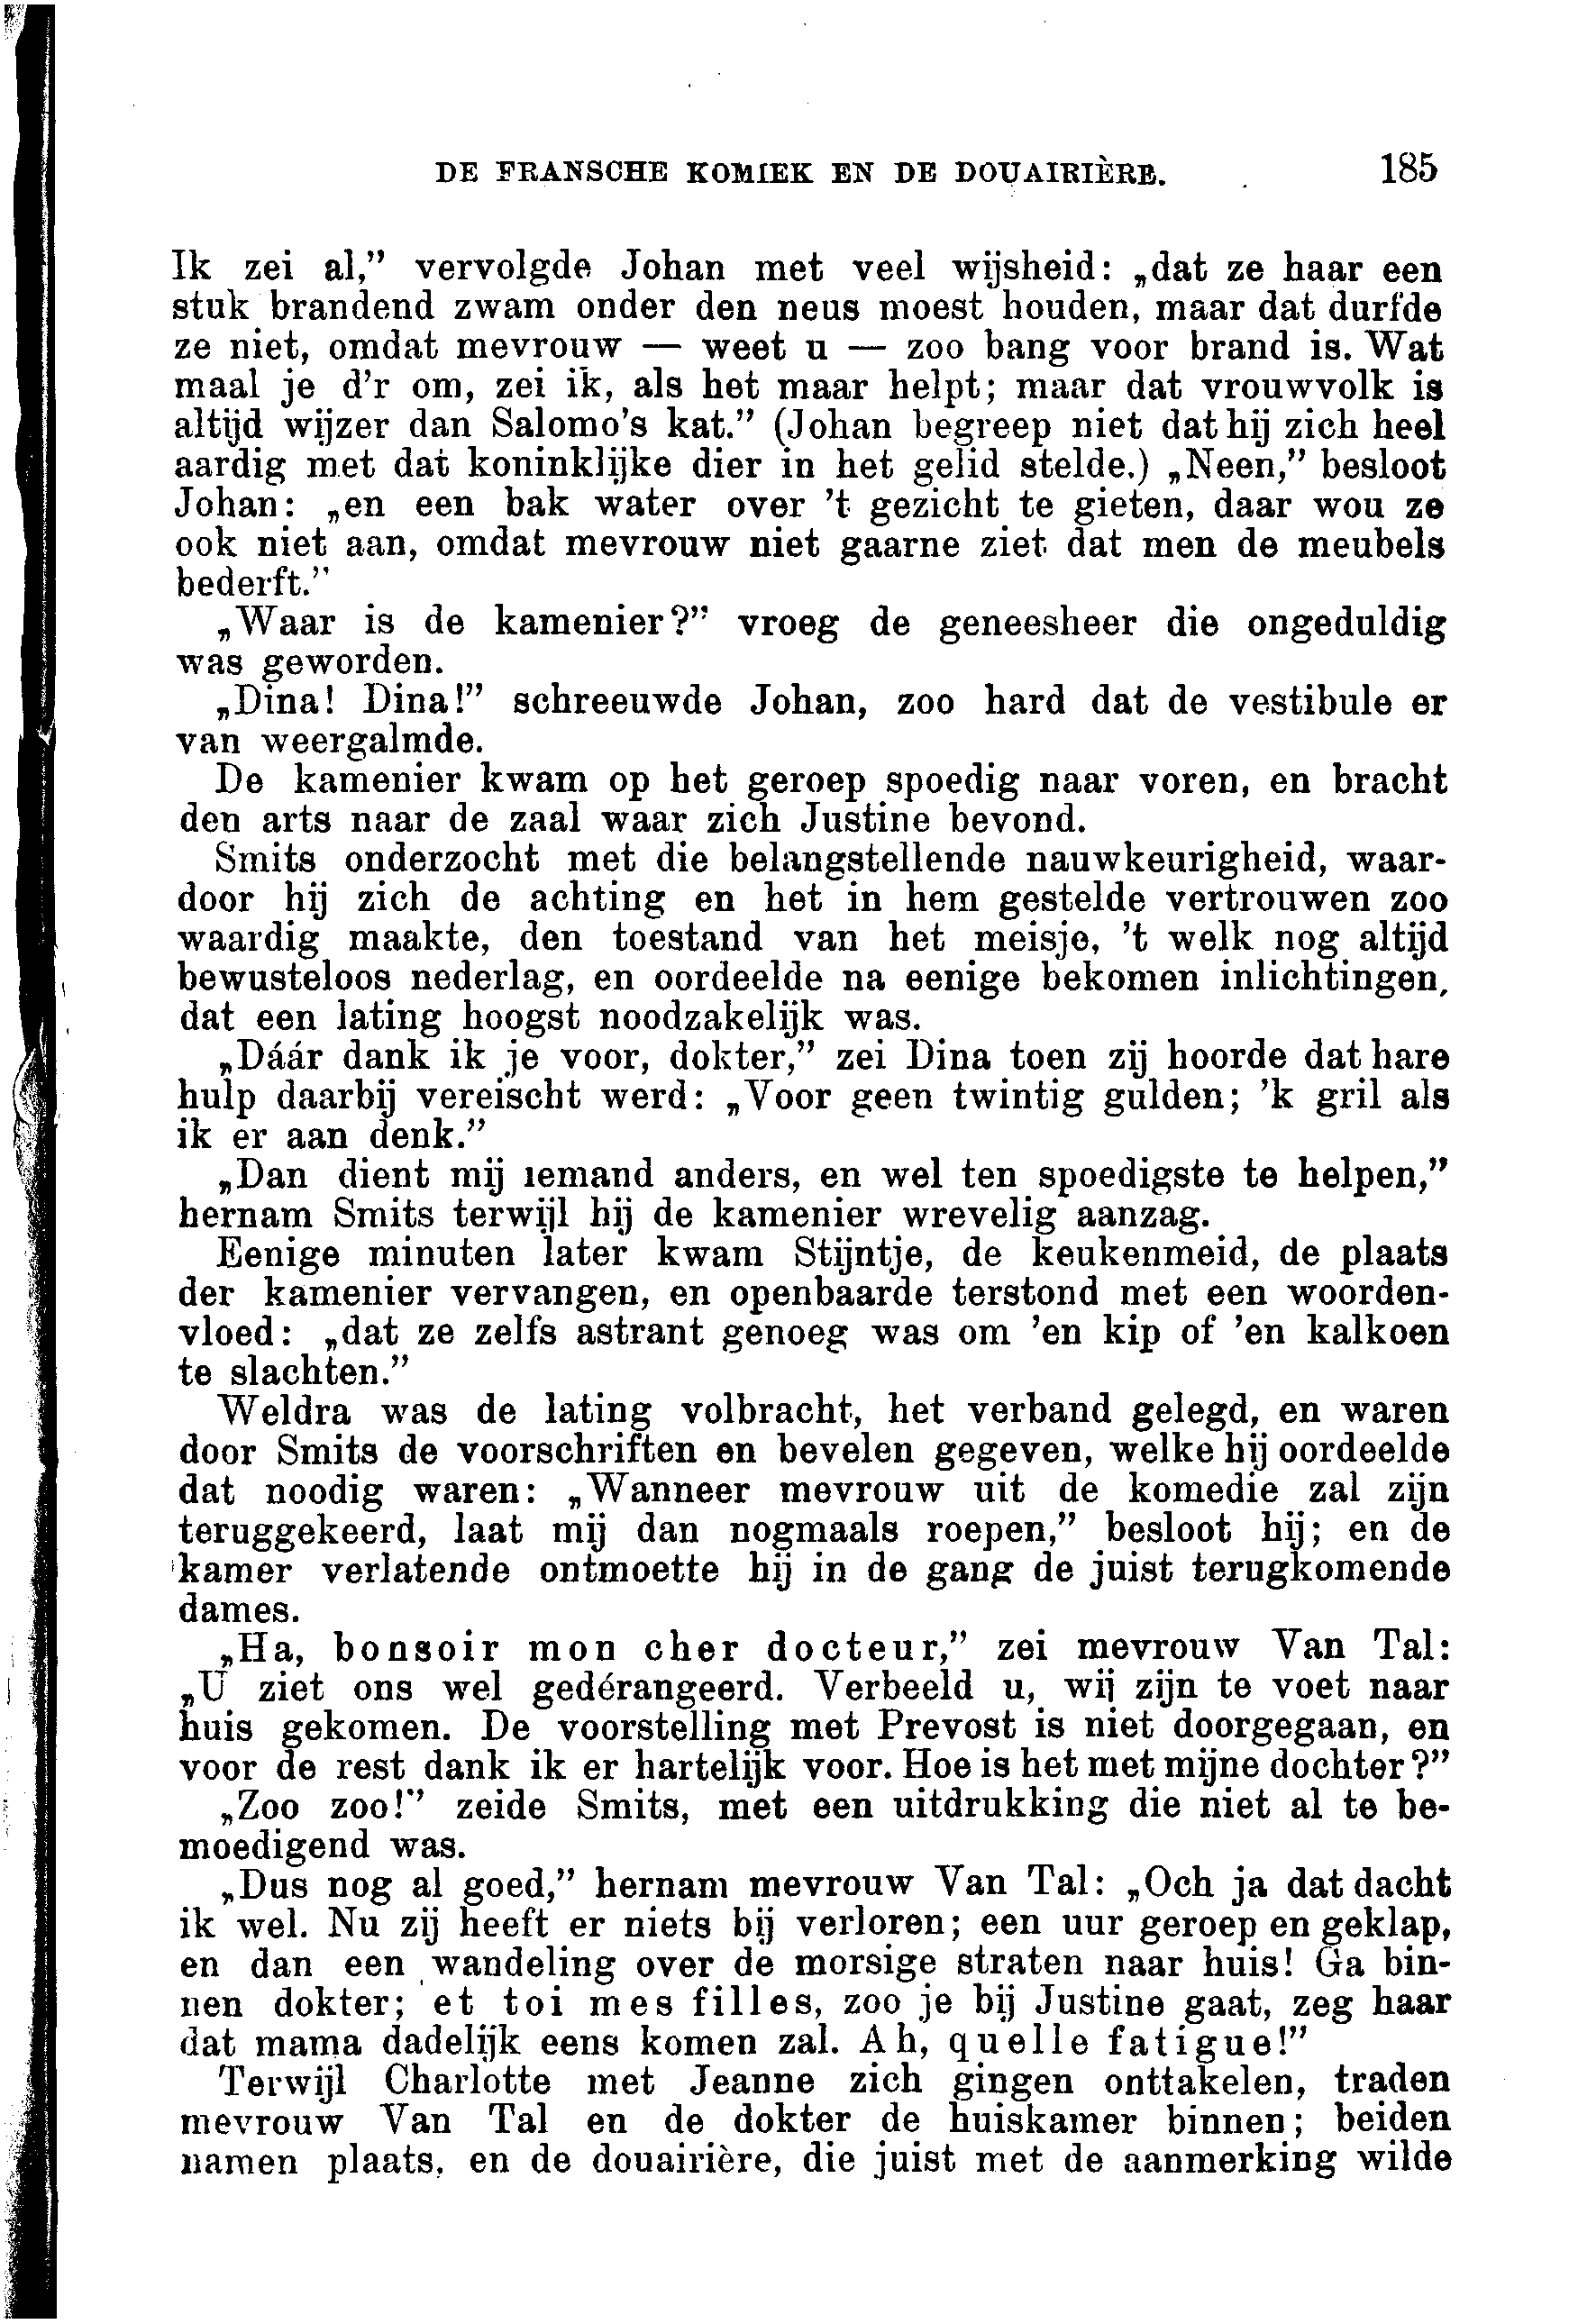 DE FRANSCHE KOMIEK EN DE DOUAIRIÈRE. 185
Ik zei al,” vervolgde Johan met veel wijsheid: „dat ze haar een
stuk brandend zwam onder den neus moest houden, maar dat durfde
ze niet, omdat mevrouw — weet u — zoo bang voor brand is. Wat
maal je d’r om, zei ik, als het maar helpt; maar dat vrouwvolk is
altijd wijzer dan Salomo’s kat.” (Johan begreep niet dat hij zich heel
aardig met dat koninklijke dier in het gelid stelde.) „Neen,” besloot
Johan: „en een bak water over ’t gezicht te gieten, daar wou ze
ook niet aan, omdat mevrouw niet gaarne ziet dat men de meubels
bederft.”
„Waar is de kamenier?” vroeg de geneesheer die ongeduldig
was geworden.
„Dina! Dina!” schreeuwde Johan, zoo hard dat de vestibule er
van weergalmde.
De kamenier kwam op het geroep spoedig naar voren, en bracht
den arts naar de zaal waar zich Justine bevond.
Smits onderzocht met die belangstellende nauwkeurigheid, waar-
door hij zich de achting en het in hem gestelde vertrouwen zoo
waardig maakte, den toestand van het meisje, ’t welk nog altijd
bewusteloos nederlag, en oordeelde na eenige bekomen inlichtingen,
dat een lating hoogst noodzakelijk was.
„Dáár dank ik je voor, dokter,” zei Dina toen zij hoorde dat hare
hulp daarbij vereischt werd: „Voor geen twintig gulden; ’k gril als
ik er aan denk.”
„Dan dient mij iemand anders, en wel ten spoedigste te helpen,”
hernam Smits terwijl hij de kamenier wrevelig aanzag.
Eenige minuten later kwam Stijntje, de keukenmeid, de plaats
der kamenier vervangen, en openbaarde terstond met een woorden-
vloed: „dat ze zelfs astrant genoeg was om ’en kip of ’en kalkoen
te slachten.”
Weldra was de lating volbracht, het verband gelegd, en waren
door Smits de voorschriften en bevelen gegeven, welke hij oordeelde
dat noodig waren: „Wanneer mevrouw uit de komedie zal zijn
teruggekeerd, laat mij dan nogmaals roepen,” besloot hij; en de
kamer verlatende ontmoette hij in de gang de juist terugkomende
dames.
„Ha, bonsoir mon cher docteur,” zei mevrouw Van Tal:
„U ziet ons wel gedérangeerd. Verbeeld u, wij zijn te voet naar
huis gekomen. De voorstelling met Prevost is niet doorgegaan, en
voor de rest dank ik er hartelijk voor. Hoe is het met mijne dochter?”
„Zoo zoo!” zeide Smits, met een uitdrukking die niet al te be-
moedigend was.
„Dus nog al goed,” hernam mevrouw Van Tal: „Och ja dat dacht
ik wel. Nu zij heeft er niets bij verloren; een uur geroep en geklap,
en dan een wandeling over de morsige straten naar huis! Ga bin-
nen dokter; et toi mes filles, zoo je bij Justine gaat, zeg haar
dat mama dadelijk eens komen zal. Ah, quelle fatigue!”
Terwijl Charlotte met Jeanne zich gingen onttakelen, traden
mevrouw Van Tal en de dokter de huiskamer binnen; beiden
namen plaats, en de douairière, die juist met de aanmerking wilde